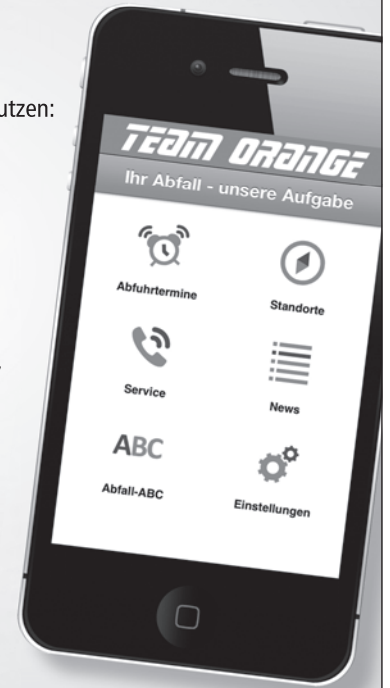 utzen:
TEAM ORANGE
Ihr Abfall - unsere Aufgabe
Abfuhrtermine
Standorte
Service
News
ABC
Abfall-ABC
Einstellungen